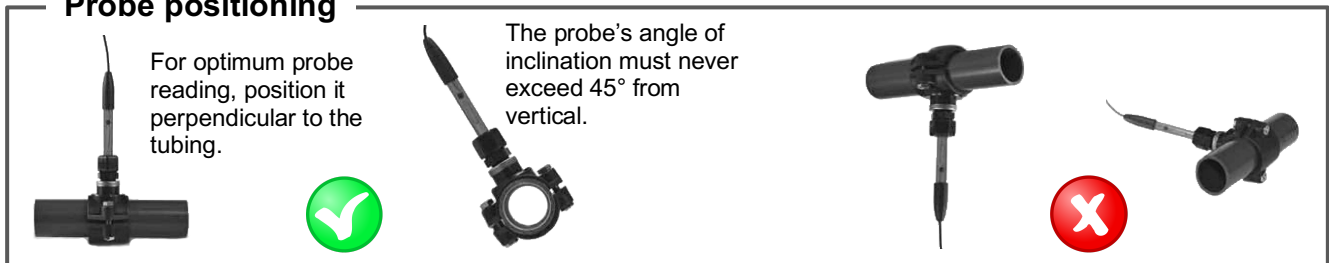 Probe positioning
For optimum probe
reading, position it
perpendicular to the
tubing.
The probe’s angle of
inclination must never
exceed 45° from
vertical.